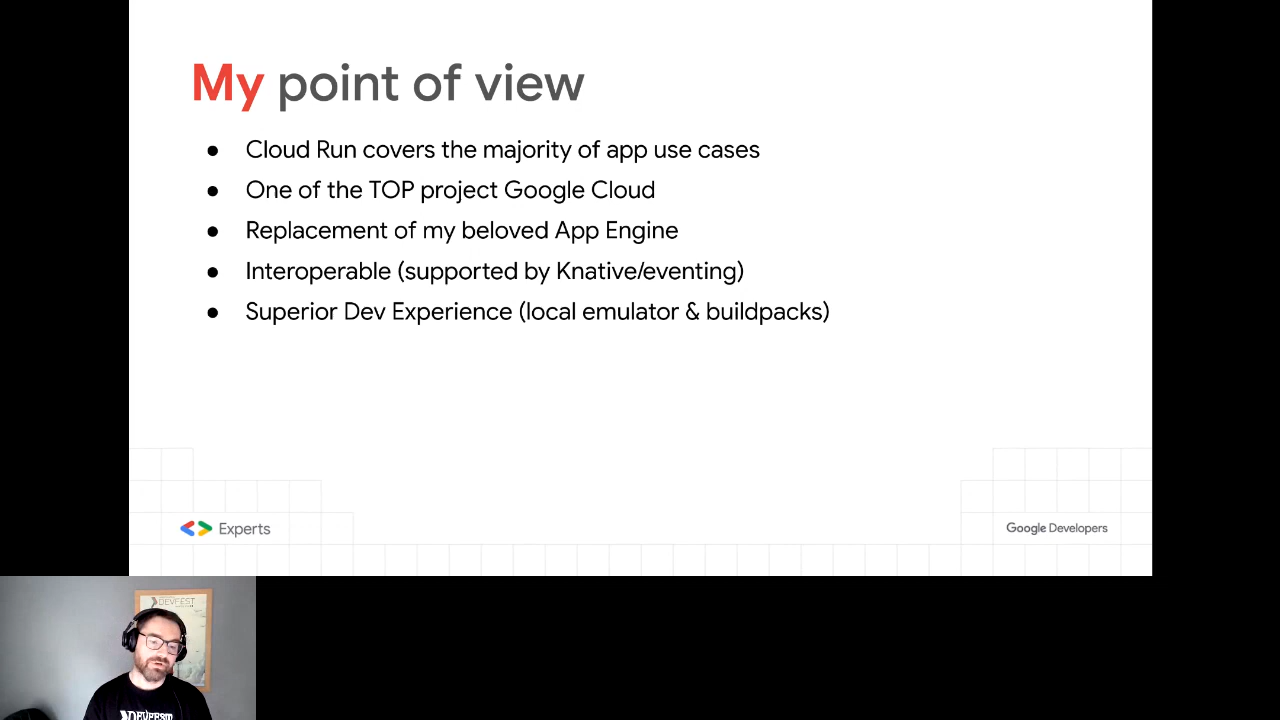 My point of view
● Cloud Run covers the majority of app use cases
● One of the TOP project Google Cloud
● Replacement of my beloved App Engine
● Interoperable (supported by Knative/eventing)
● Superior Dev Experience (local emulator & buildpacks)
Experts
Google Developers
DEVFEST
DEVFEST